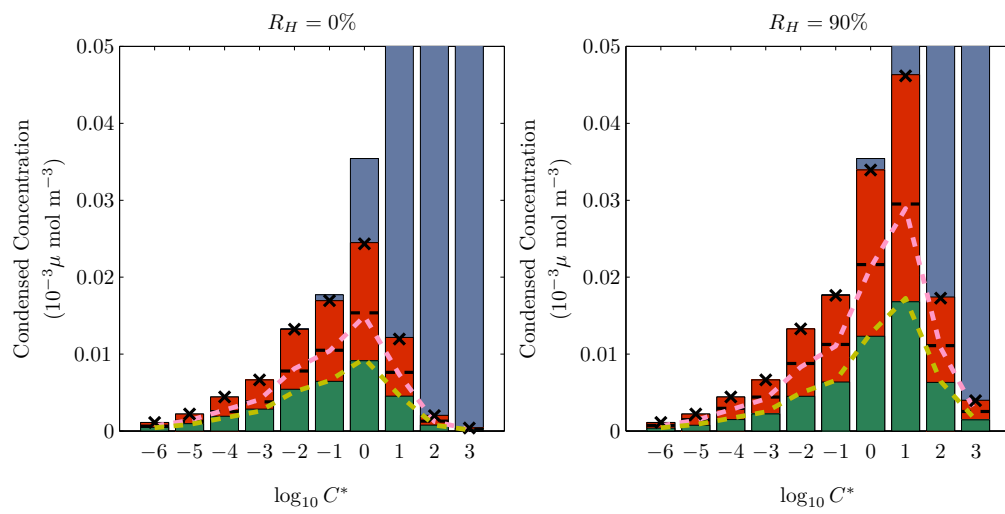 R_H = 0%
Condensed Concentration
(10⁻³μ mol m⁻³)
0.05
0.04
0.03
0.02
0.01
0
−6 −5 −4 −3 −2 −1 0 1 2 3
log₁₀ C*
R_H = 90%
Condensed Concentration
(10⁻³μ mol m⁻³)
0.05
0.04
0.03
0.02
0.01
0
−6 −5 −4 −3 −2 −1 0 1 2 3
log₁₀ C*